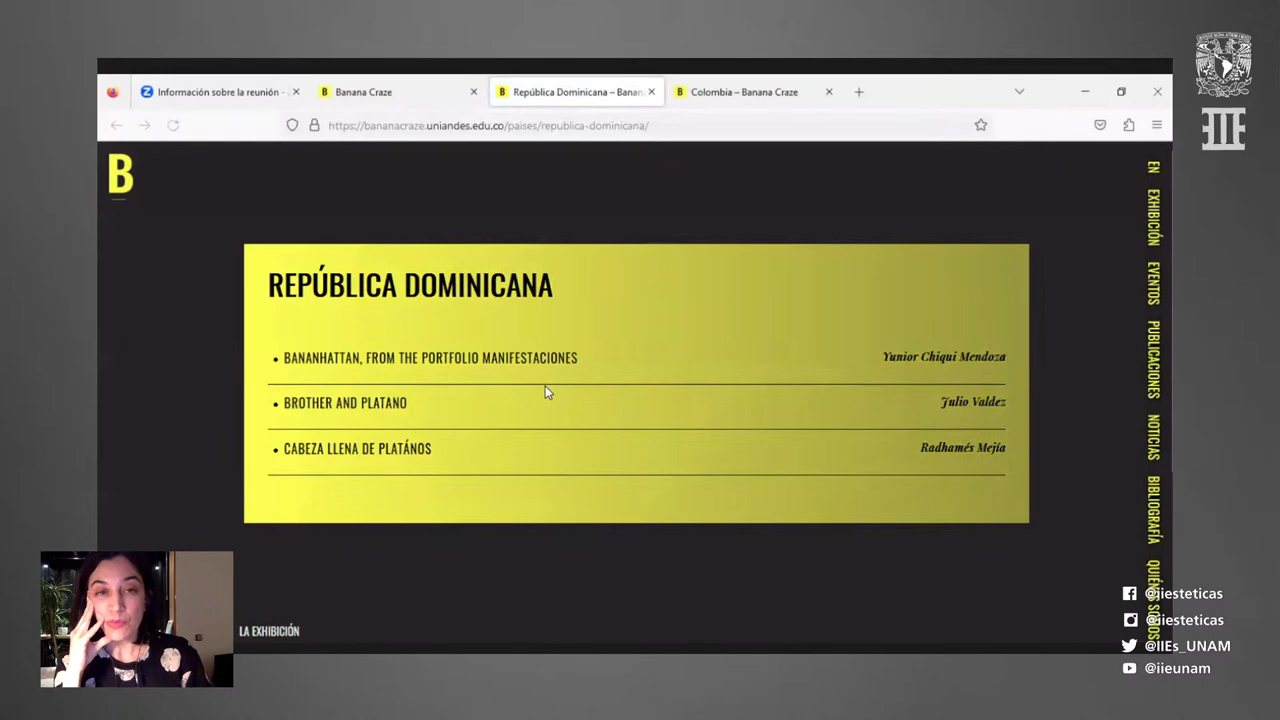 Información sobre la reunión -
B Banana Craze
B República Dominicana – Banan
B Colombia – Banana Craze
https://bananacraze.uniandes.edu.co/paises/republica-dominicana/
B
EN
EXHIBICIÓN
EVENTOS
PUBLICACIONES
NOTICIAS
BIBLIOGRAFÍA
REPÚBLICA DOMINICANA
• BANANHATTAN, FROM THE PORTFOLIO MANIFESTACIONES Yunior Chiqui Mendoza
• BROTHER AND PLATANO Julio Valdez
• CABEZA LLENA DE PLATÁNOS Radhamés Mejía
LA EXHIBICIÓN
@iiesteticas
@iiesteticas
@IIEs_UNAM
@iieunam